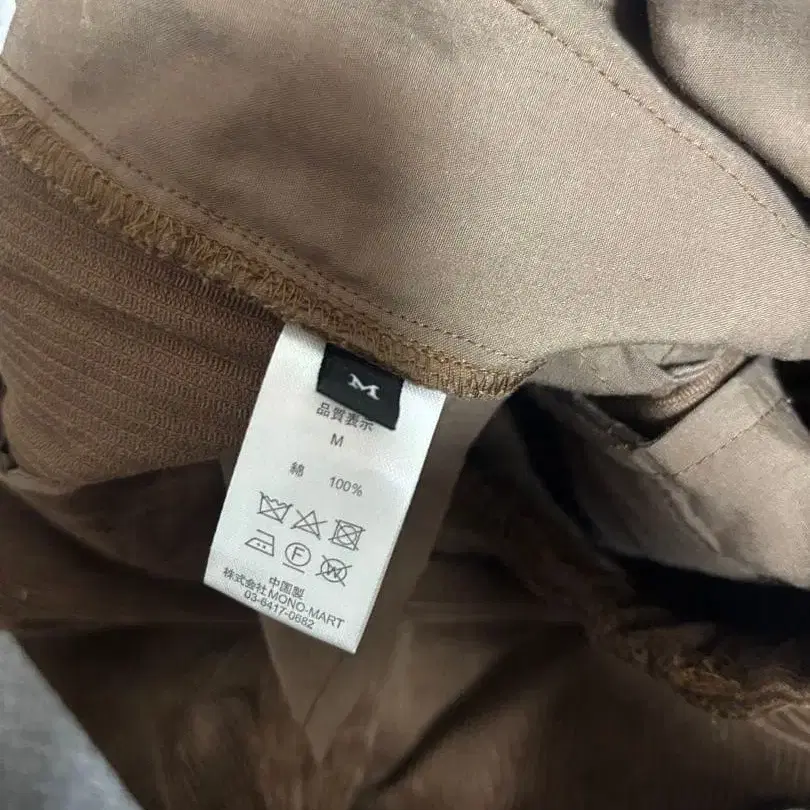 M
品質表示
M
綿 100%
F
W
中国製
株式会社MONO-MART
03-6417-0682